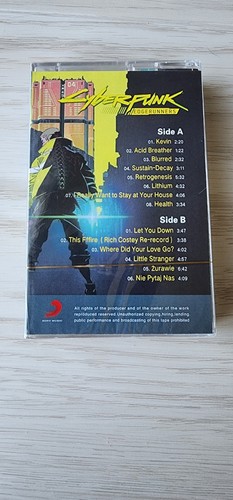 04
CYBERPUNK
EDGERUNNERS
Side A
01. Kevin 2:20
02. Acid Breather 1:22
03. Blurred 2:32
04. Sustain-Decay 3:11
05. Retrogenesis 5:32
06. Lithium 4:32
07. I Really Want to Stay at Your House 4:06
08. Health 3:34
Side B
01. Let You Down 3:47
02. This Fffire ( Rich Costey Re-record ) 3:38
03. Where Did Your Love Go? 4:02
04. Little Stranger 4:57
05. Zurawie 6:42
06. Nie Pytaj Nas 4:09
All rights of the producer and of the owner of the work
reproduced reserved. Unauthorized copying, hiring, lending
public performance and broadcasting of this tape prohibited